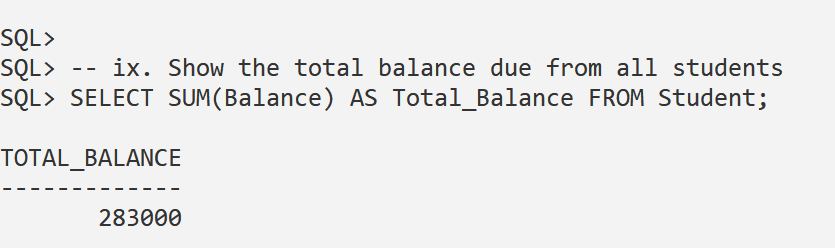 SQL>
SQL> -- ix. Show the total balance due from all students
SQL> SELECT SUM(Balance) AS Total_Balance FROM Student;
TOTAL_BALANCE
-------------
283000